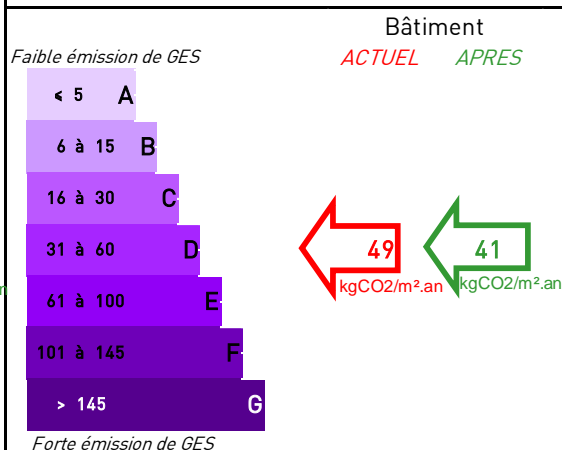 Bâtiment
Faible émission de GES
ACTUEL APRES
< 5 A
6 à 15 B
16 à 30 C
31 à 60 D
49 41
kgCO2/m².an kgCO2/m².an
61 à 100 E
101 à 145 F
> 145 G
Forte émission de GES